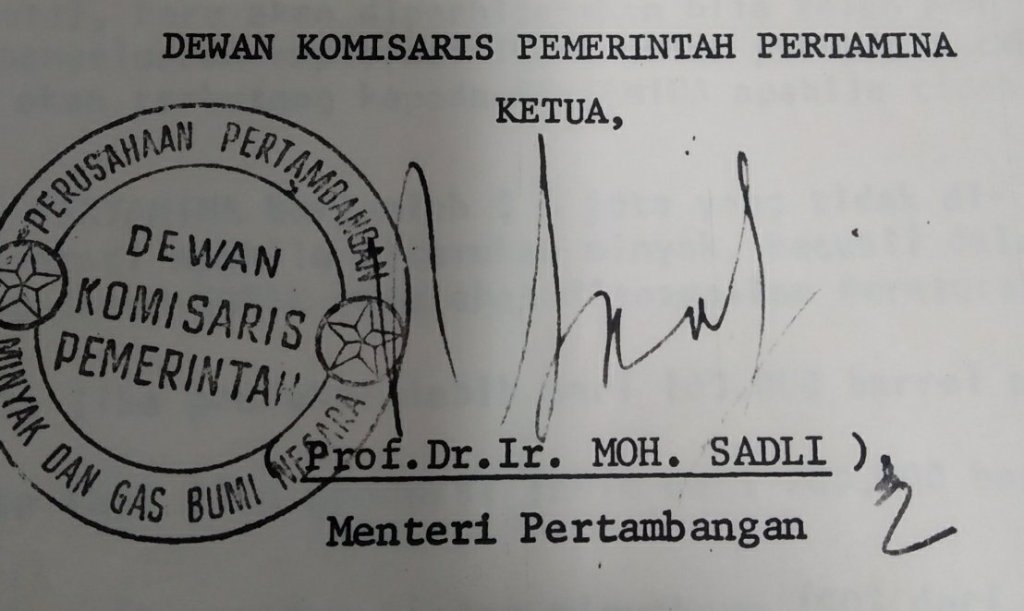 DEWAN KOMISARIS PEMERINTAH PERTAMINA
KETUA,
PERUSAHAAN PERTAMBANGAN
DEWAN
KOMISARIS
PEMERINTAH
MINYAK DAN GAS BUMI NEGARA
( Prof.Dr.Ir. MOH. SADLI )
Menteri Pertambangan